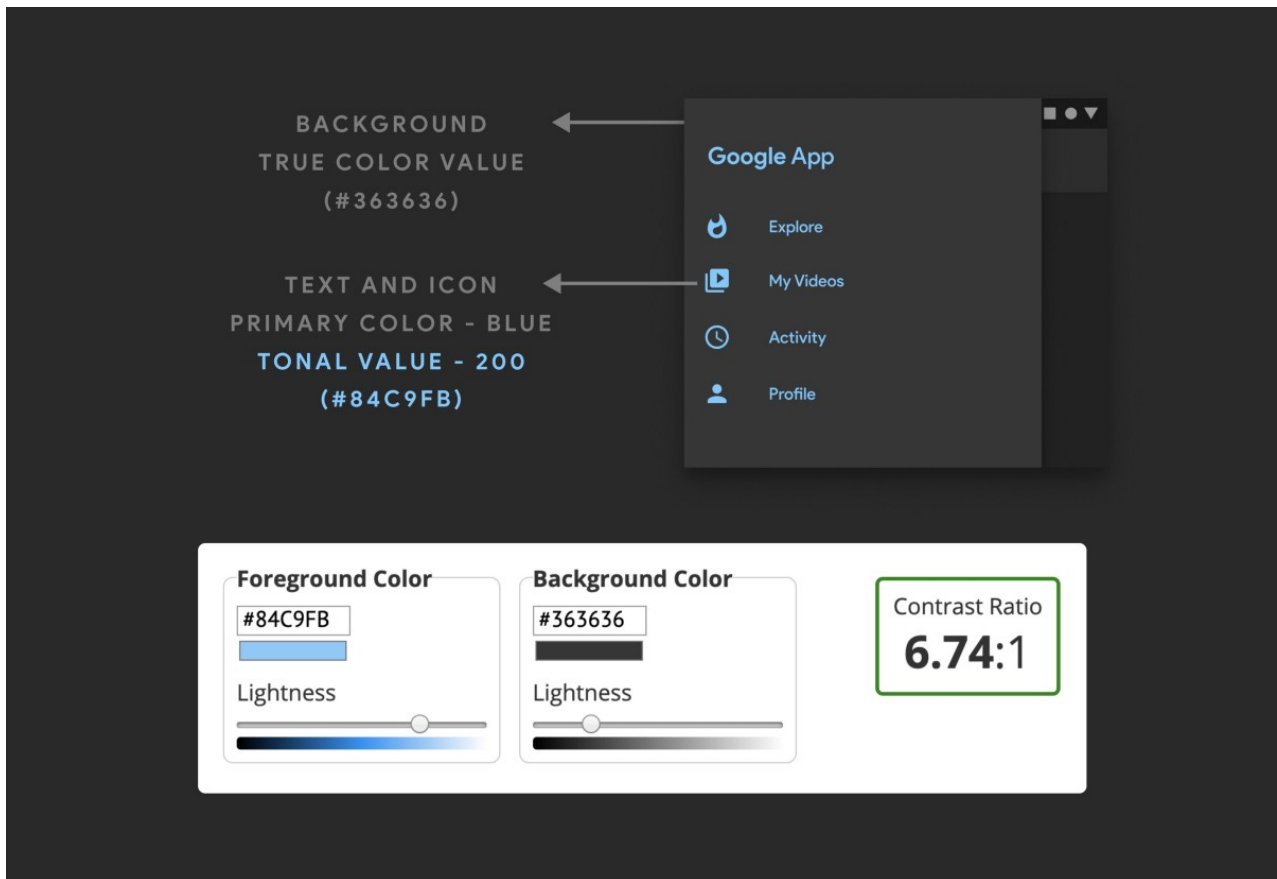 BACKGROUND
TRUE COLOR VALUE
(#363636)
TEXT AND ICON
PRIMARY COLOR - BLUE
TONAL VALUE - 200
(#84C9FB)
Google App
Explore
My Videos
Activity
Profile
Foreground Color
#84C9FB
Lightness
Background Color
#363636
Lightness
Contrast Ratio
6.74:1